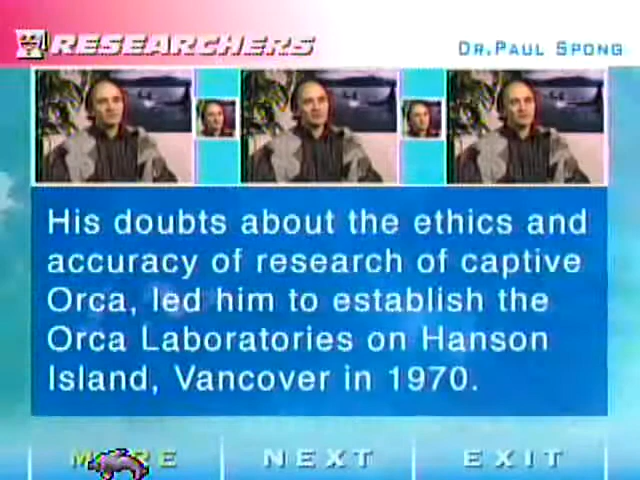 RESEARCHERS
DR.PAUL SPONG
His doubts about the ethics and
accuracy of research of captive
Orca, led him to establish the
Orca Laboratories on Hanson
Island, Vancover in 1970.
MORE NEXT EXIT